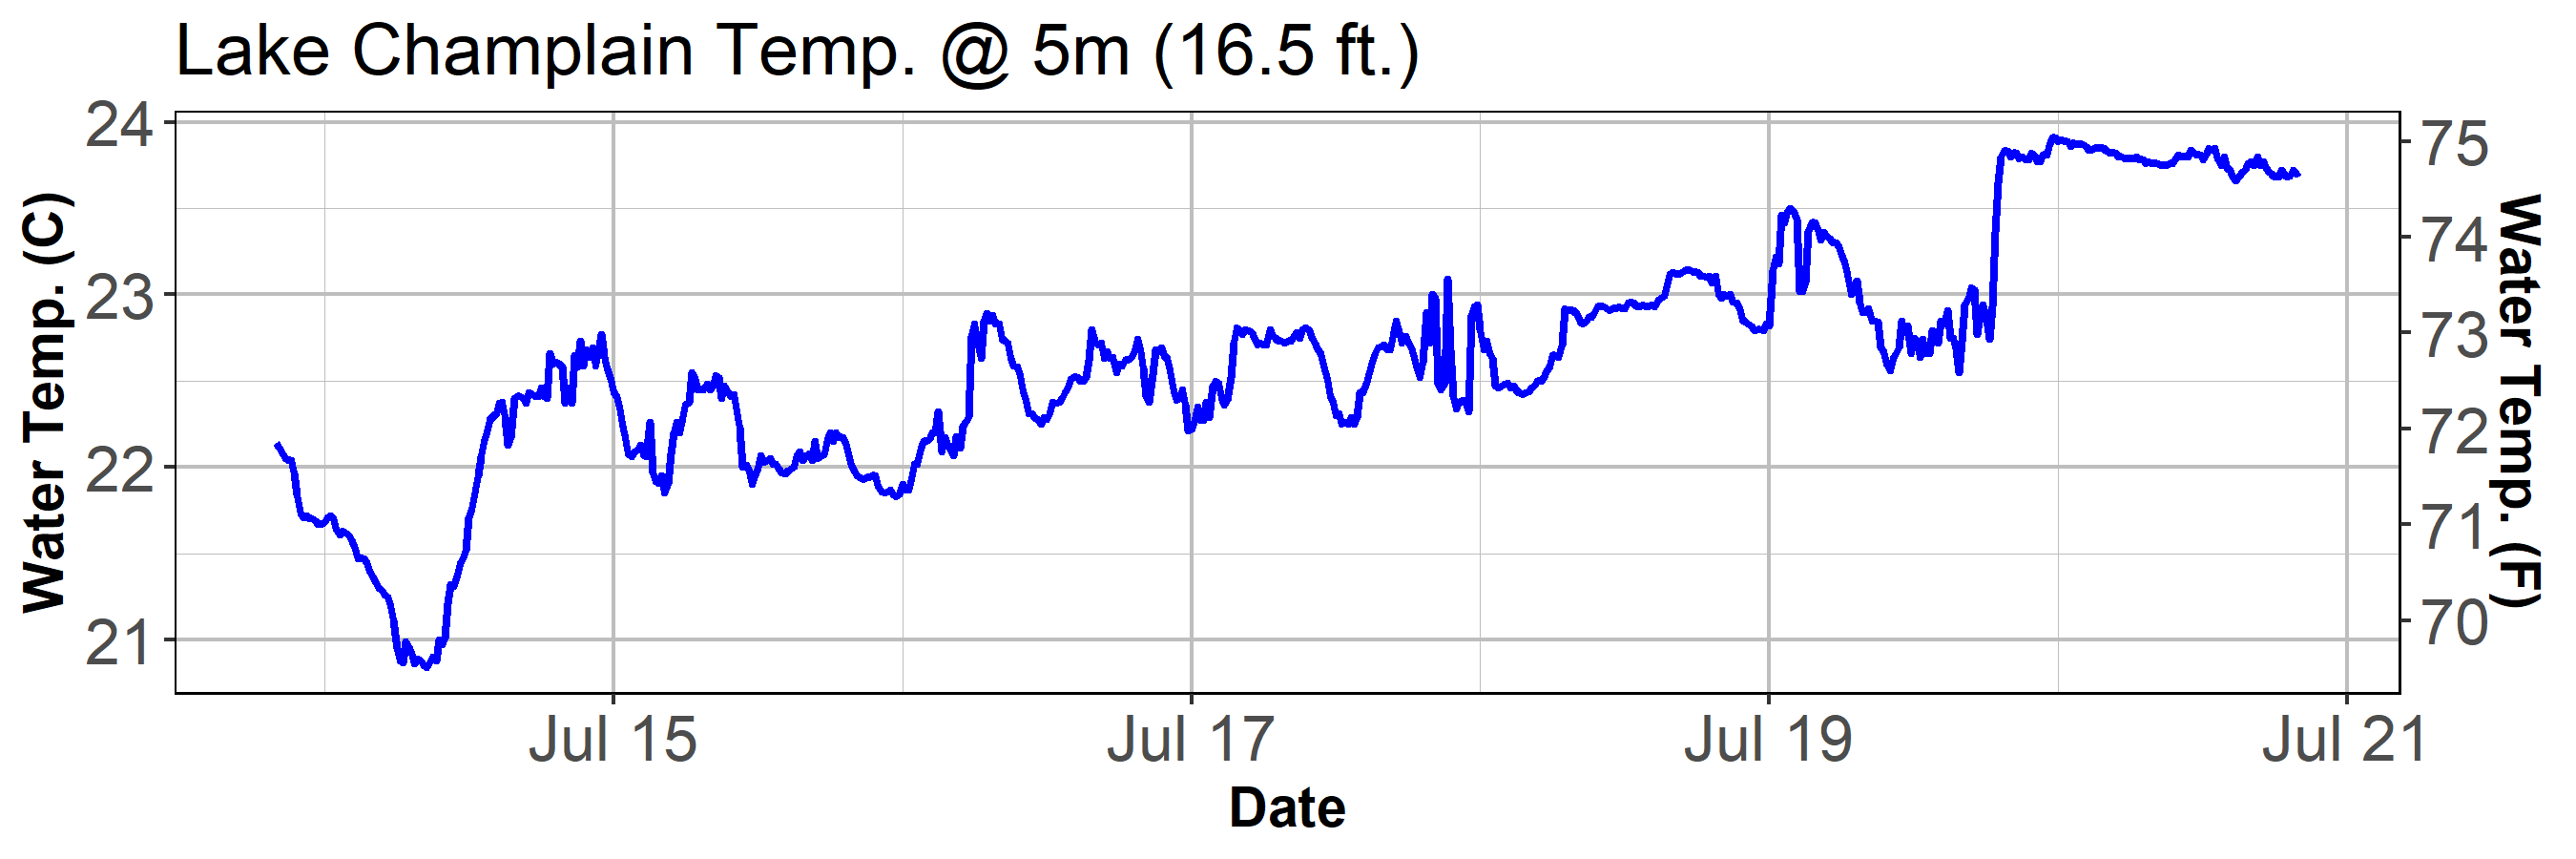 Lake Champlain Temp. @ 5m (16.5 ft.)
Water Temp. (C)
24
23
22
21
75
74
73
72
71
70
Water Temp. (F)
Jul 15
Jul 17
Jul 19
Jul 21
Date